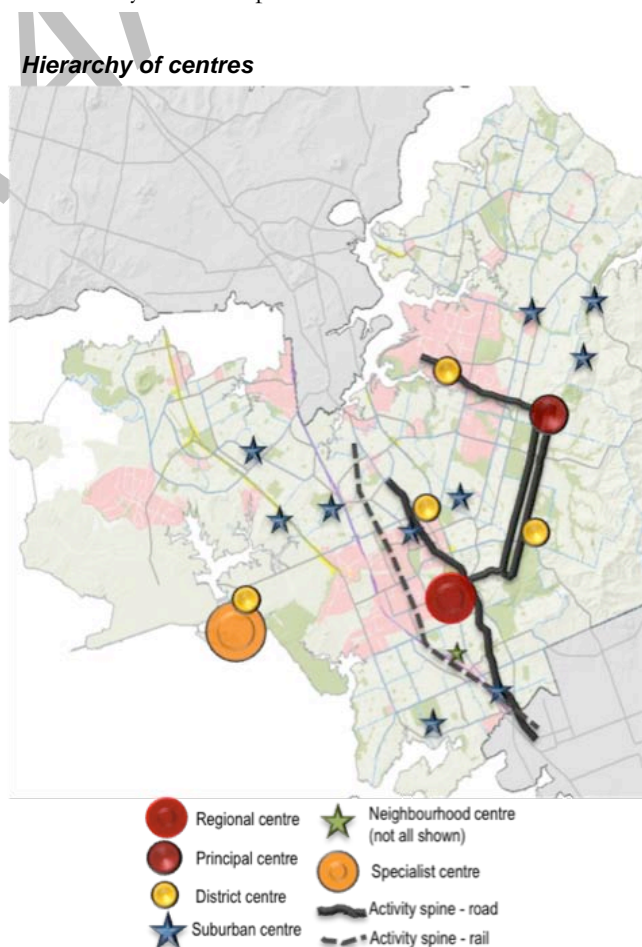 Hierarchy of centres
Regional centre
Principal centre
District centre
Suburban centre
Neighbourhood centre
(not all shown)
Specialist centre
Activity spine - road
Activity spine - rail